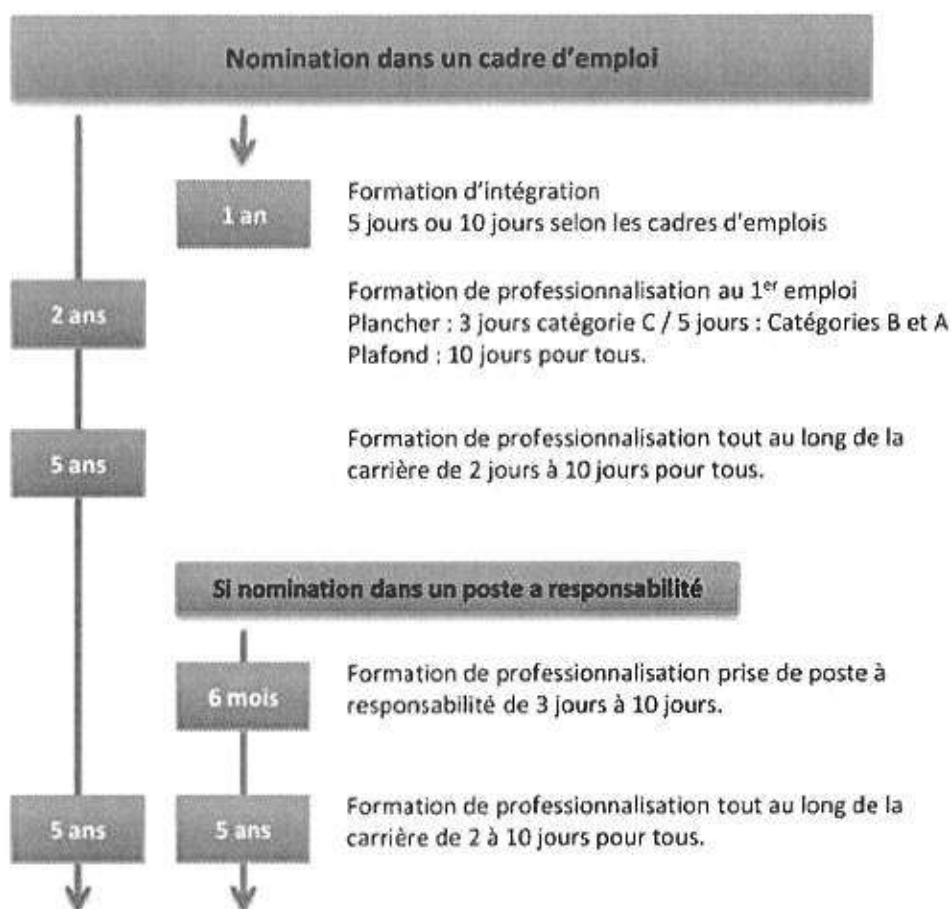 Nomination dans un cadre d'emploi
1 an
Formation d'intégration
5 jours ou 10 jours selon les cadres d'emplois
2 ans
Formation de professionnalisation au 1er emploi
Plancher : 3 jours catégorie C / 5 jours : Catégories B et A
Plafond : 10 jours pour tous.
5 ans
Formation de professionnalisation tout au long de la
carrière de 2 jours à 10 jours pour tous.
Si nomination dans un poste a responsabilité
6 mois
Formation de professionnalisation prise de poste à
responsabilité de 3 jours à 10 jours.
5 ans
5 ans
Formation de professionnalisation tout au long de la
carrière de 2 à 10 jours pour tous.